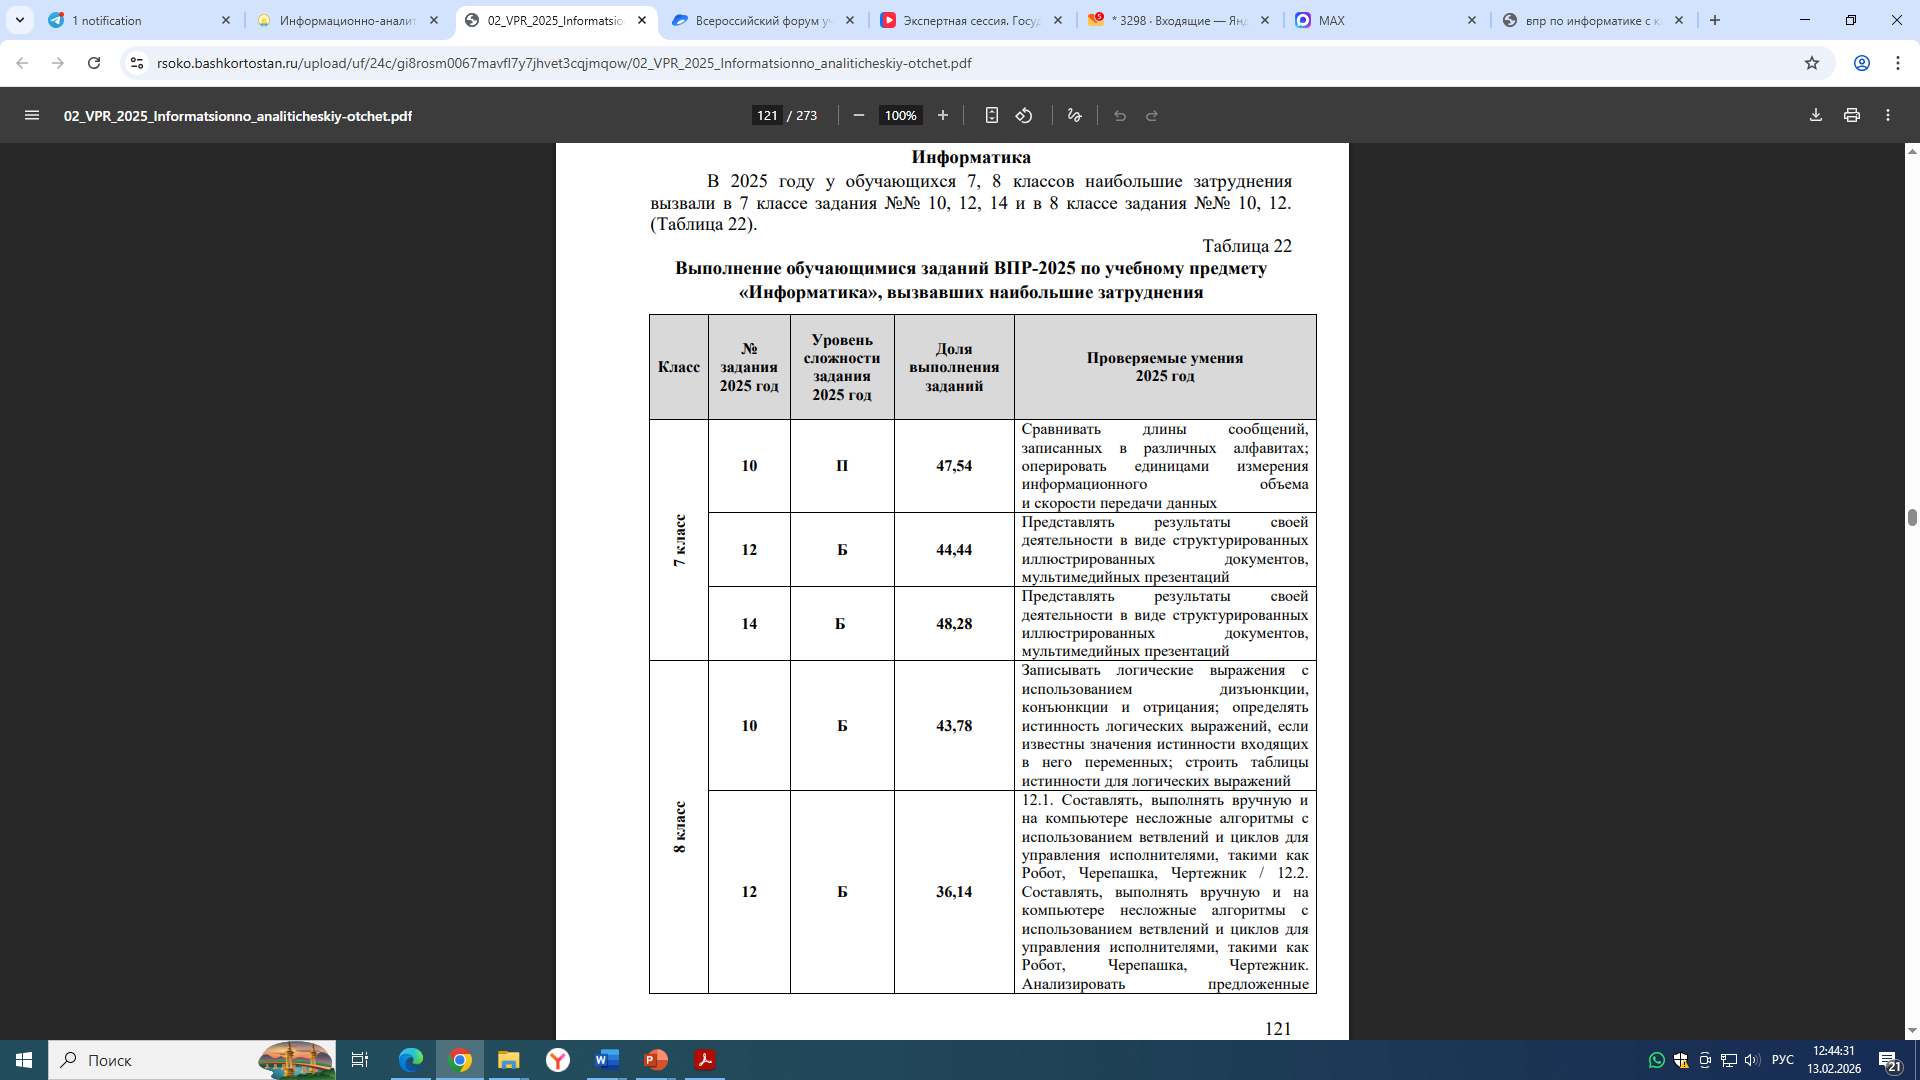 1 notification
Информационно-аналит
02_VPR_2025_Informatsio
Всероссийский форум уч
Экспертная сессия. Госуд
* 3298 · Входящие — Янд
MAX
впр по информатике с к
rsoko.bashkortostan.ru/upload/uf/24c/gi8rosm0067mavfl7y7jhvet3cqjmqow/02_VPR_2025_Informatsionno_analiticheskiy-otchet.pdf
02_VPR_2025_Informatsionno_analiticheskiy-otchet.pdf
121 / 273
100%
Информатика
В 2025 году у обучающихся 7, 8 классов наибольшие затруднения
вызвали в 7 классе задания №№ 10, 12, 14 и в 8 классе задания №№ 10, 12.
(Таблица 22).
Таблица 22
Выполнение обучающимися заданий ВПР-2025 по учебному предмету
«Информатика», вызвавших наибольшие затруднения
Класс
№
задания
2025 год
Уровень
сложности
задания
2025 год
Доля
выполнения
заданий
Проверяемые умения
2025 год
7 класс
10
П
47,54
Сравнивать длины сообщений,
записанных в различных алфавитах;
оперировать единицами измерения
информационного объема
и скорости передачи данных
12
Б
44,44
Представлять результаты своей
деятельности в виде структурированных
иллюстрированных документов,
мультимедийных презентаций
14
Б
48,28
Представлять результаты своей
деятельности в виде структурированных
иллюстрированных документов,
мультимедийных презентаций
8 класс
10
Б
43,78
Записывать логические выражения с
использованием дизъюнкции,
конъюнкции и отрицания; определять
истинность логических выражений, если
известны значения истинности входящих
в него переменных; строить таблицы
истинности для логических выражений
12
Б
36,14
12.1. Составлять, выполнять вручную и
на компьютере несложные алгоритмы с
использованием ветвлений и циклов для
управления исполнителями, такими как
Робот, Черепашка, Чертежник / 12.2.
Составлять, выполнять вручную и на
компьютере несложные алгоритмы с
использованием ветвлений и циклов для
управления исполнителями, такими как
Робот, Черепашка, Чертежник.
Анализировать предложенные
121
Поиск
РУС
12:44:31
13.02.2026
21